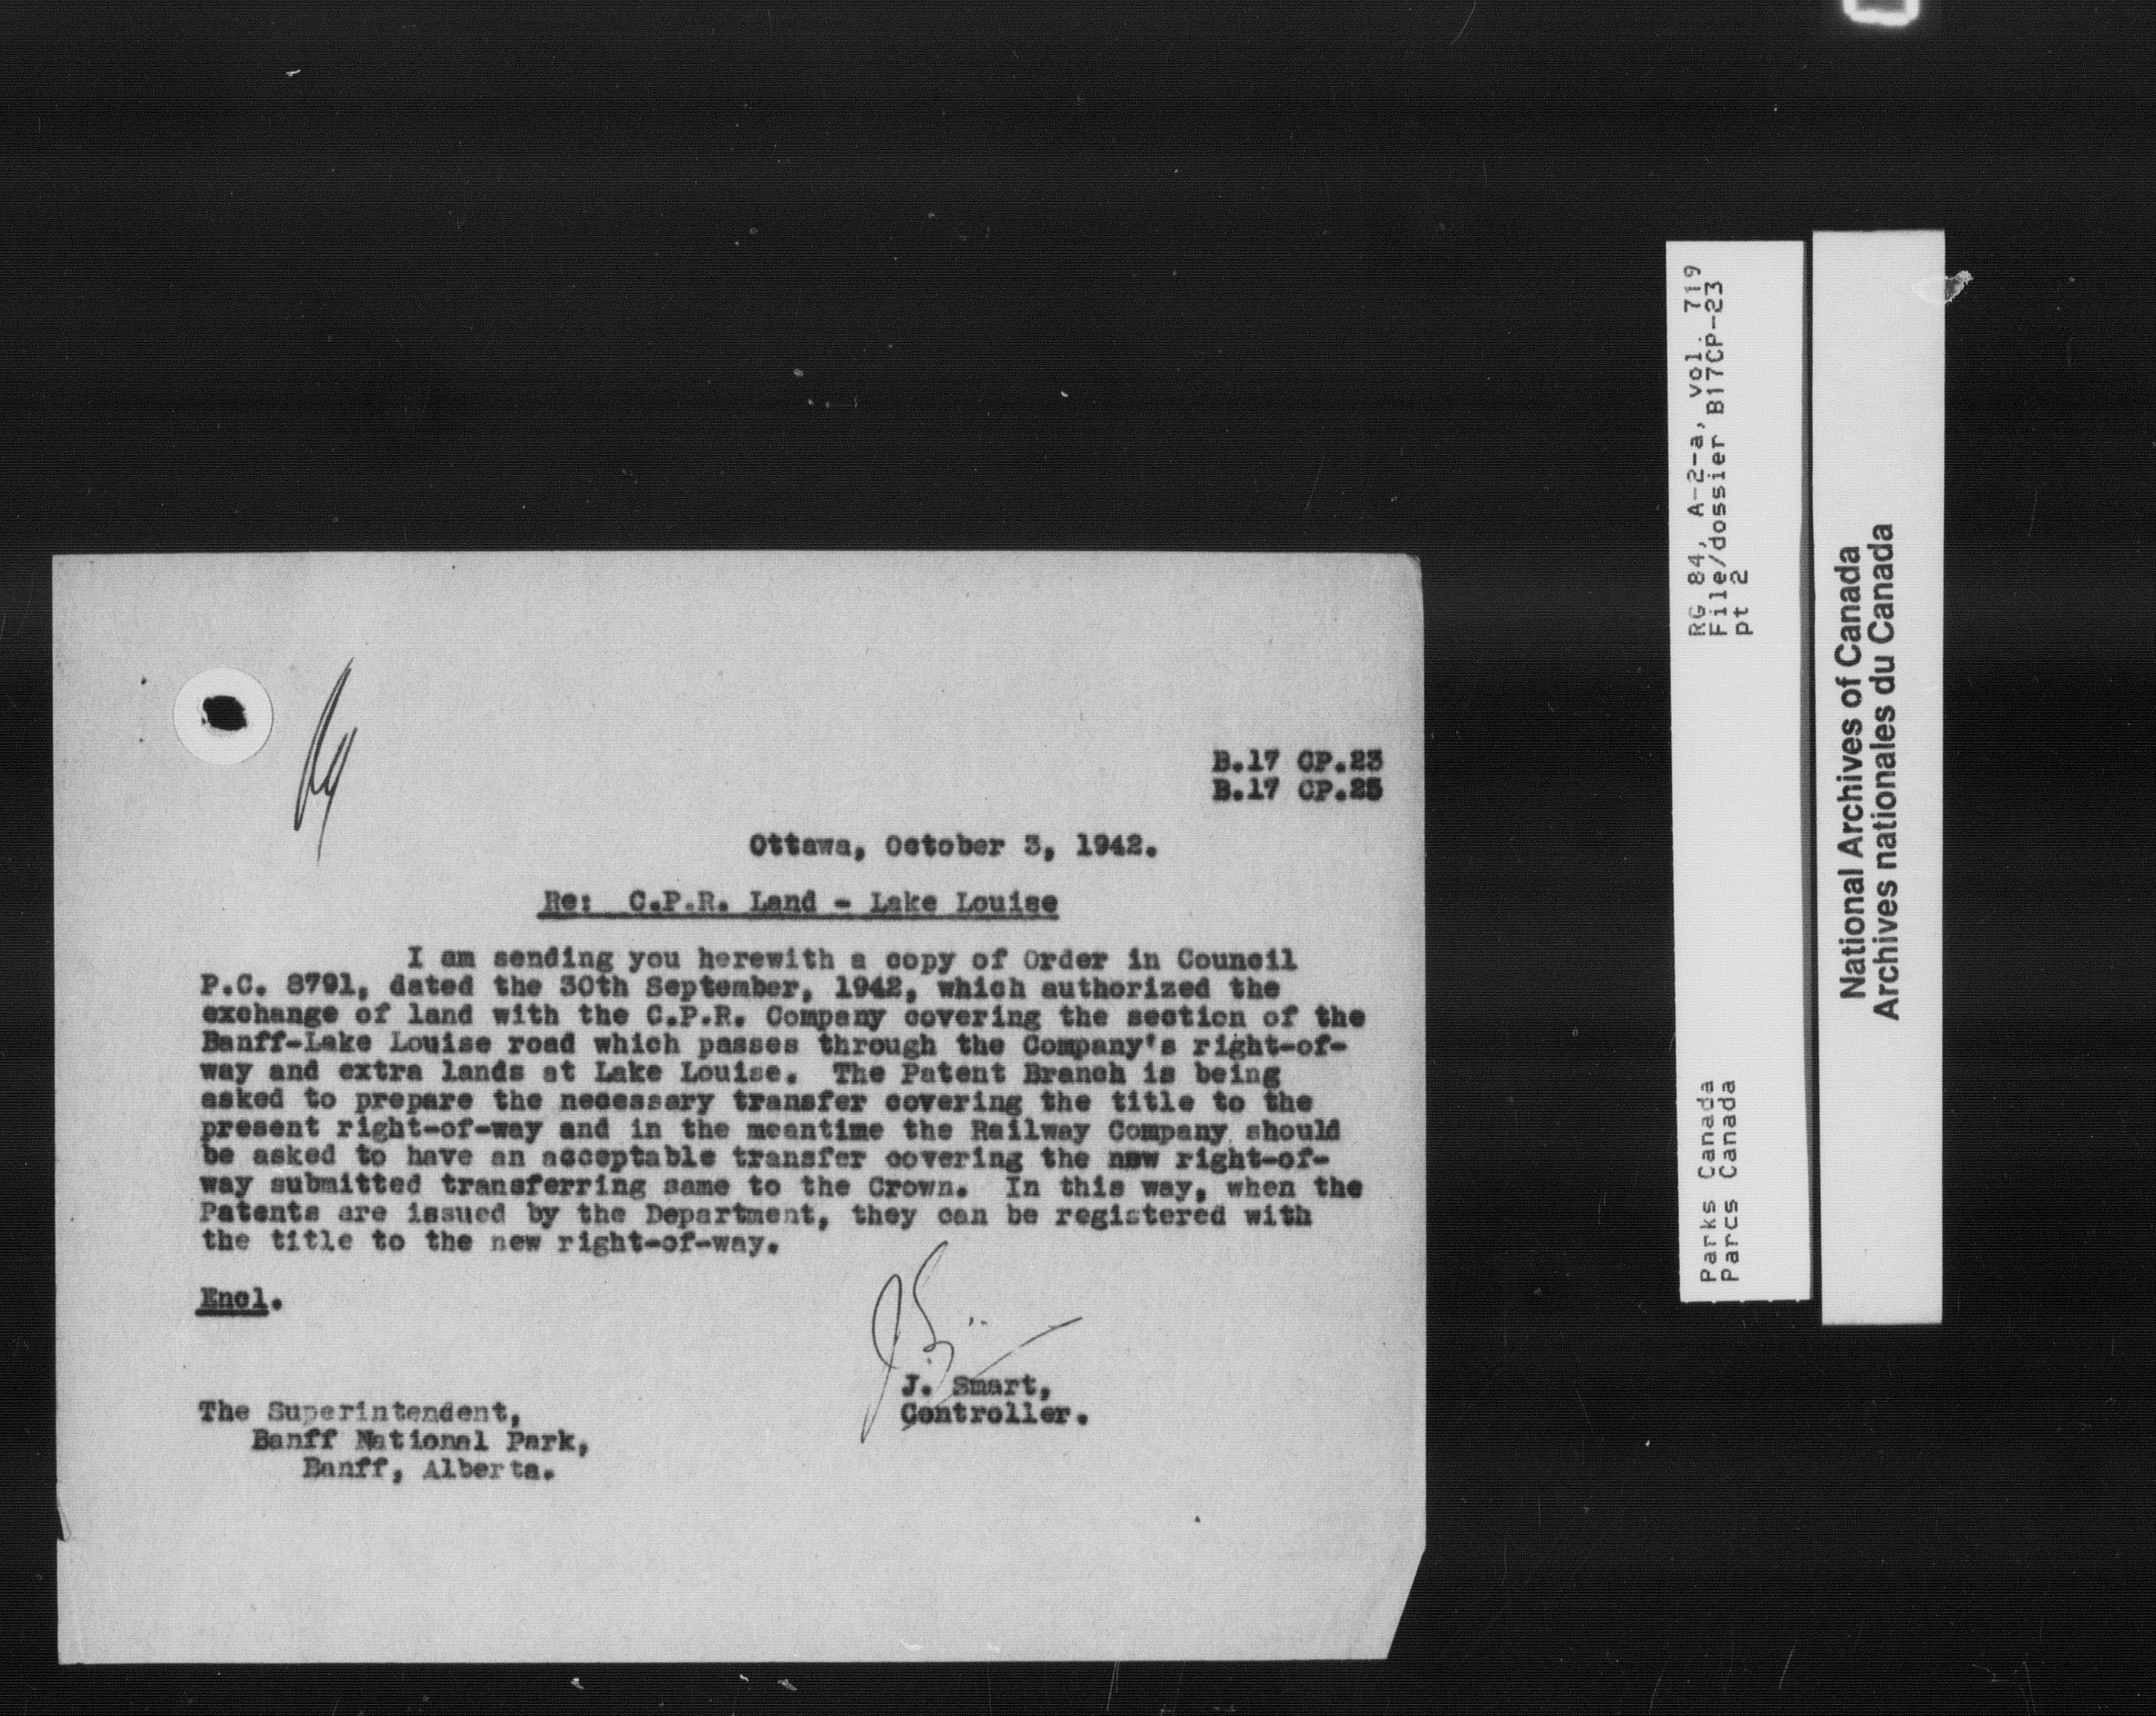 B.17 CP.23
B.17 CP.25
Ottawa, October 3, 1942.
Re: C.P.R. Land - Lake Louise
I am sending you herewith a copy of Order in Council
P.C. 8791, dated the 30th September, 1942, which authorized the
exchange of land with the C.P.R. Company covering the section of the
Banff-Lake Louise road which passes through the Company's right-of-
way and extra lands at Lake Louise. The Patent Branch is being
asked to prepare the necessary transfer covering the title to the
present right-of-way and in the meantime the Railway Company should
be asked to have an acceptable transfer covering the new right-of-
way submitted transferring same to the Crown. In this way, when the
Patents are issued by the Department, they can be registered with
the title to the new right-of-way.
Encl.
J. Smart,
Controller.
The Superintendent,
Banff National Park,
Banff, Alberta.
RG 84, A-2-a, vol. 719
File/dossier B17CP-23
pt 2
Parks Canada
Parcs Canada
National Archives of Canada
Archives nationales du Canada